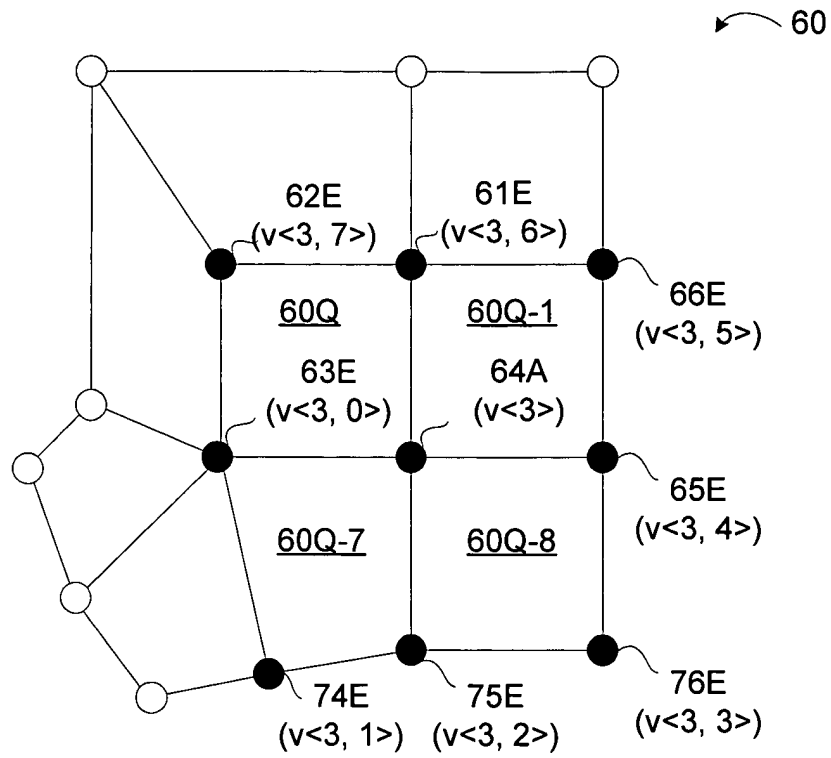 60
62E
(v<3, 7>)
61E
(v<3, 6>)
60Q
60Q-1
66E
(v<3, 5>)
63E
(v<3, 0>)
64A
(v<3>)
65E
(v<3, 4>)
60Q-7
60Q-8
74E
(v<3, 1>)
75E
(v<3, 2>)
76E
(v<3, 3>)